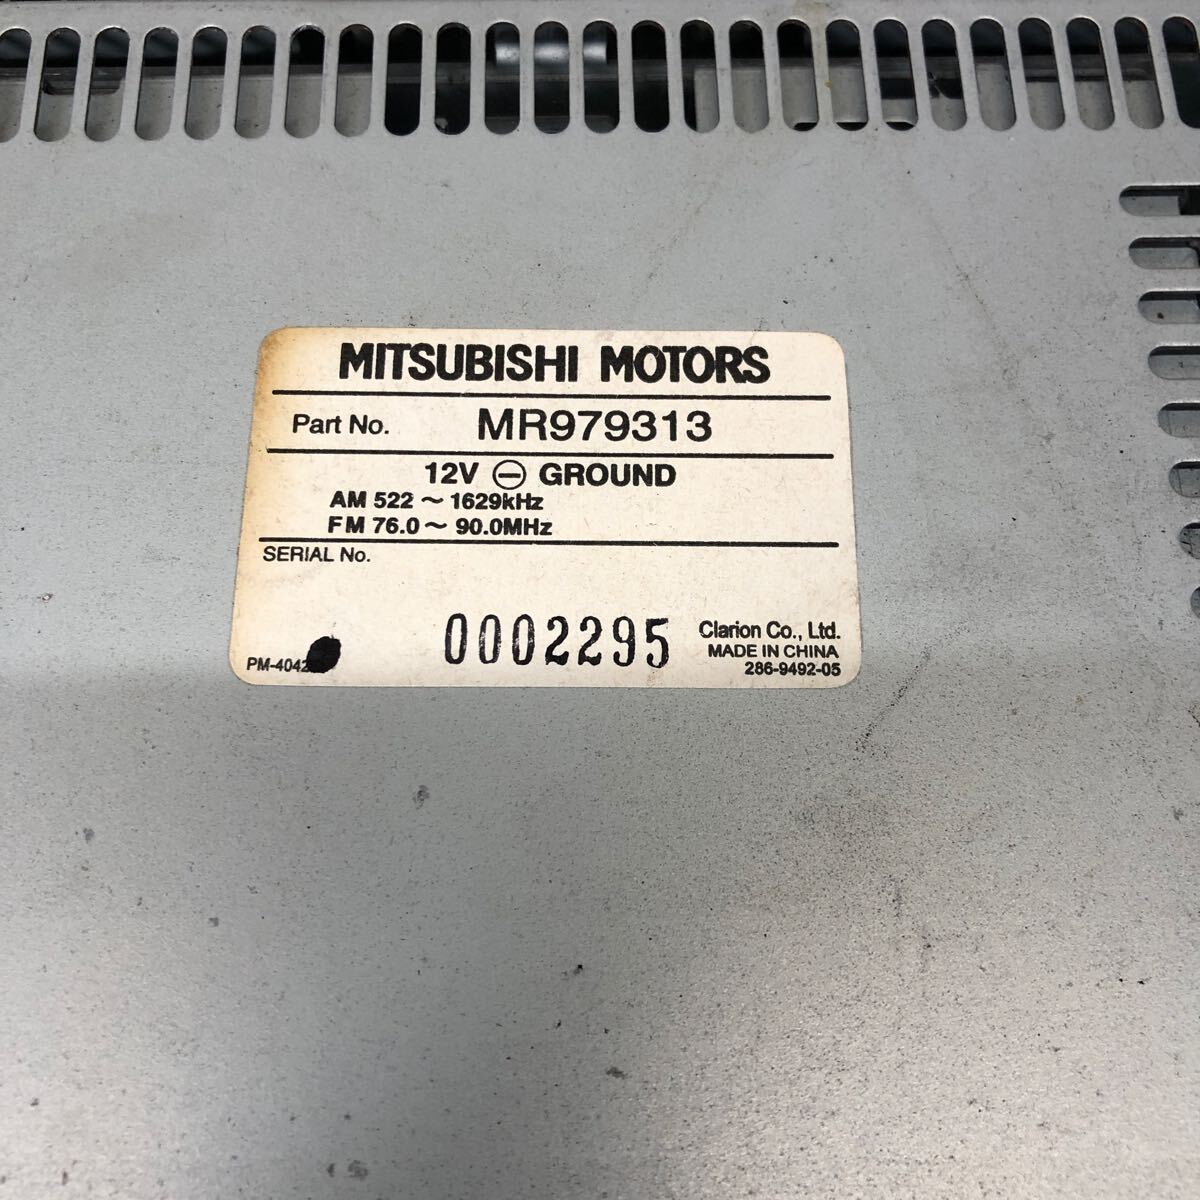 MITSUBISHI MOTORS
Part No. MR979313
12V ⊖ GROUND
AM 522 ~ 1629kHz
FM 76.0 ~ 90.0MHz
SERIAL No.
0002295
Clarion Co., Ltd.
MADE IN CHINA
286-9492-05